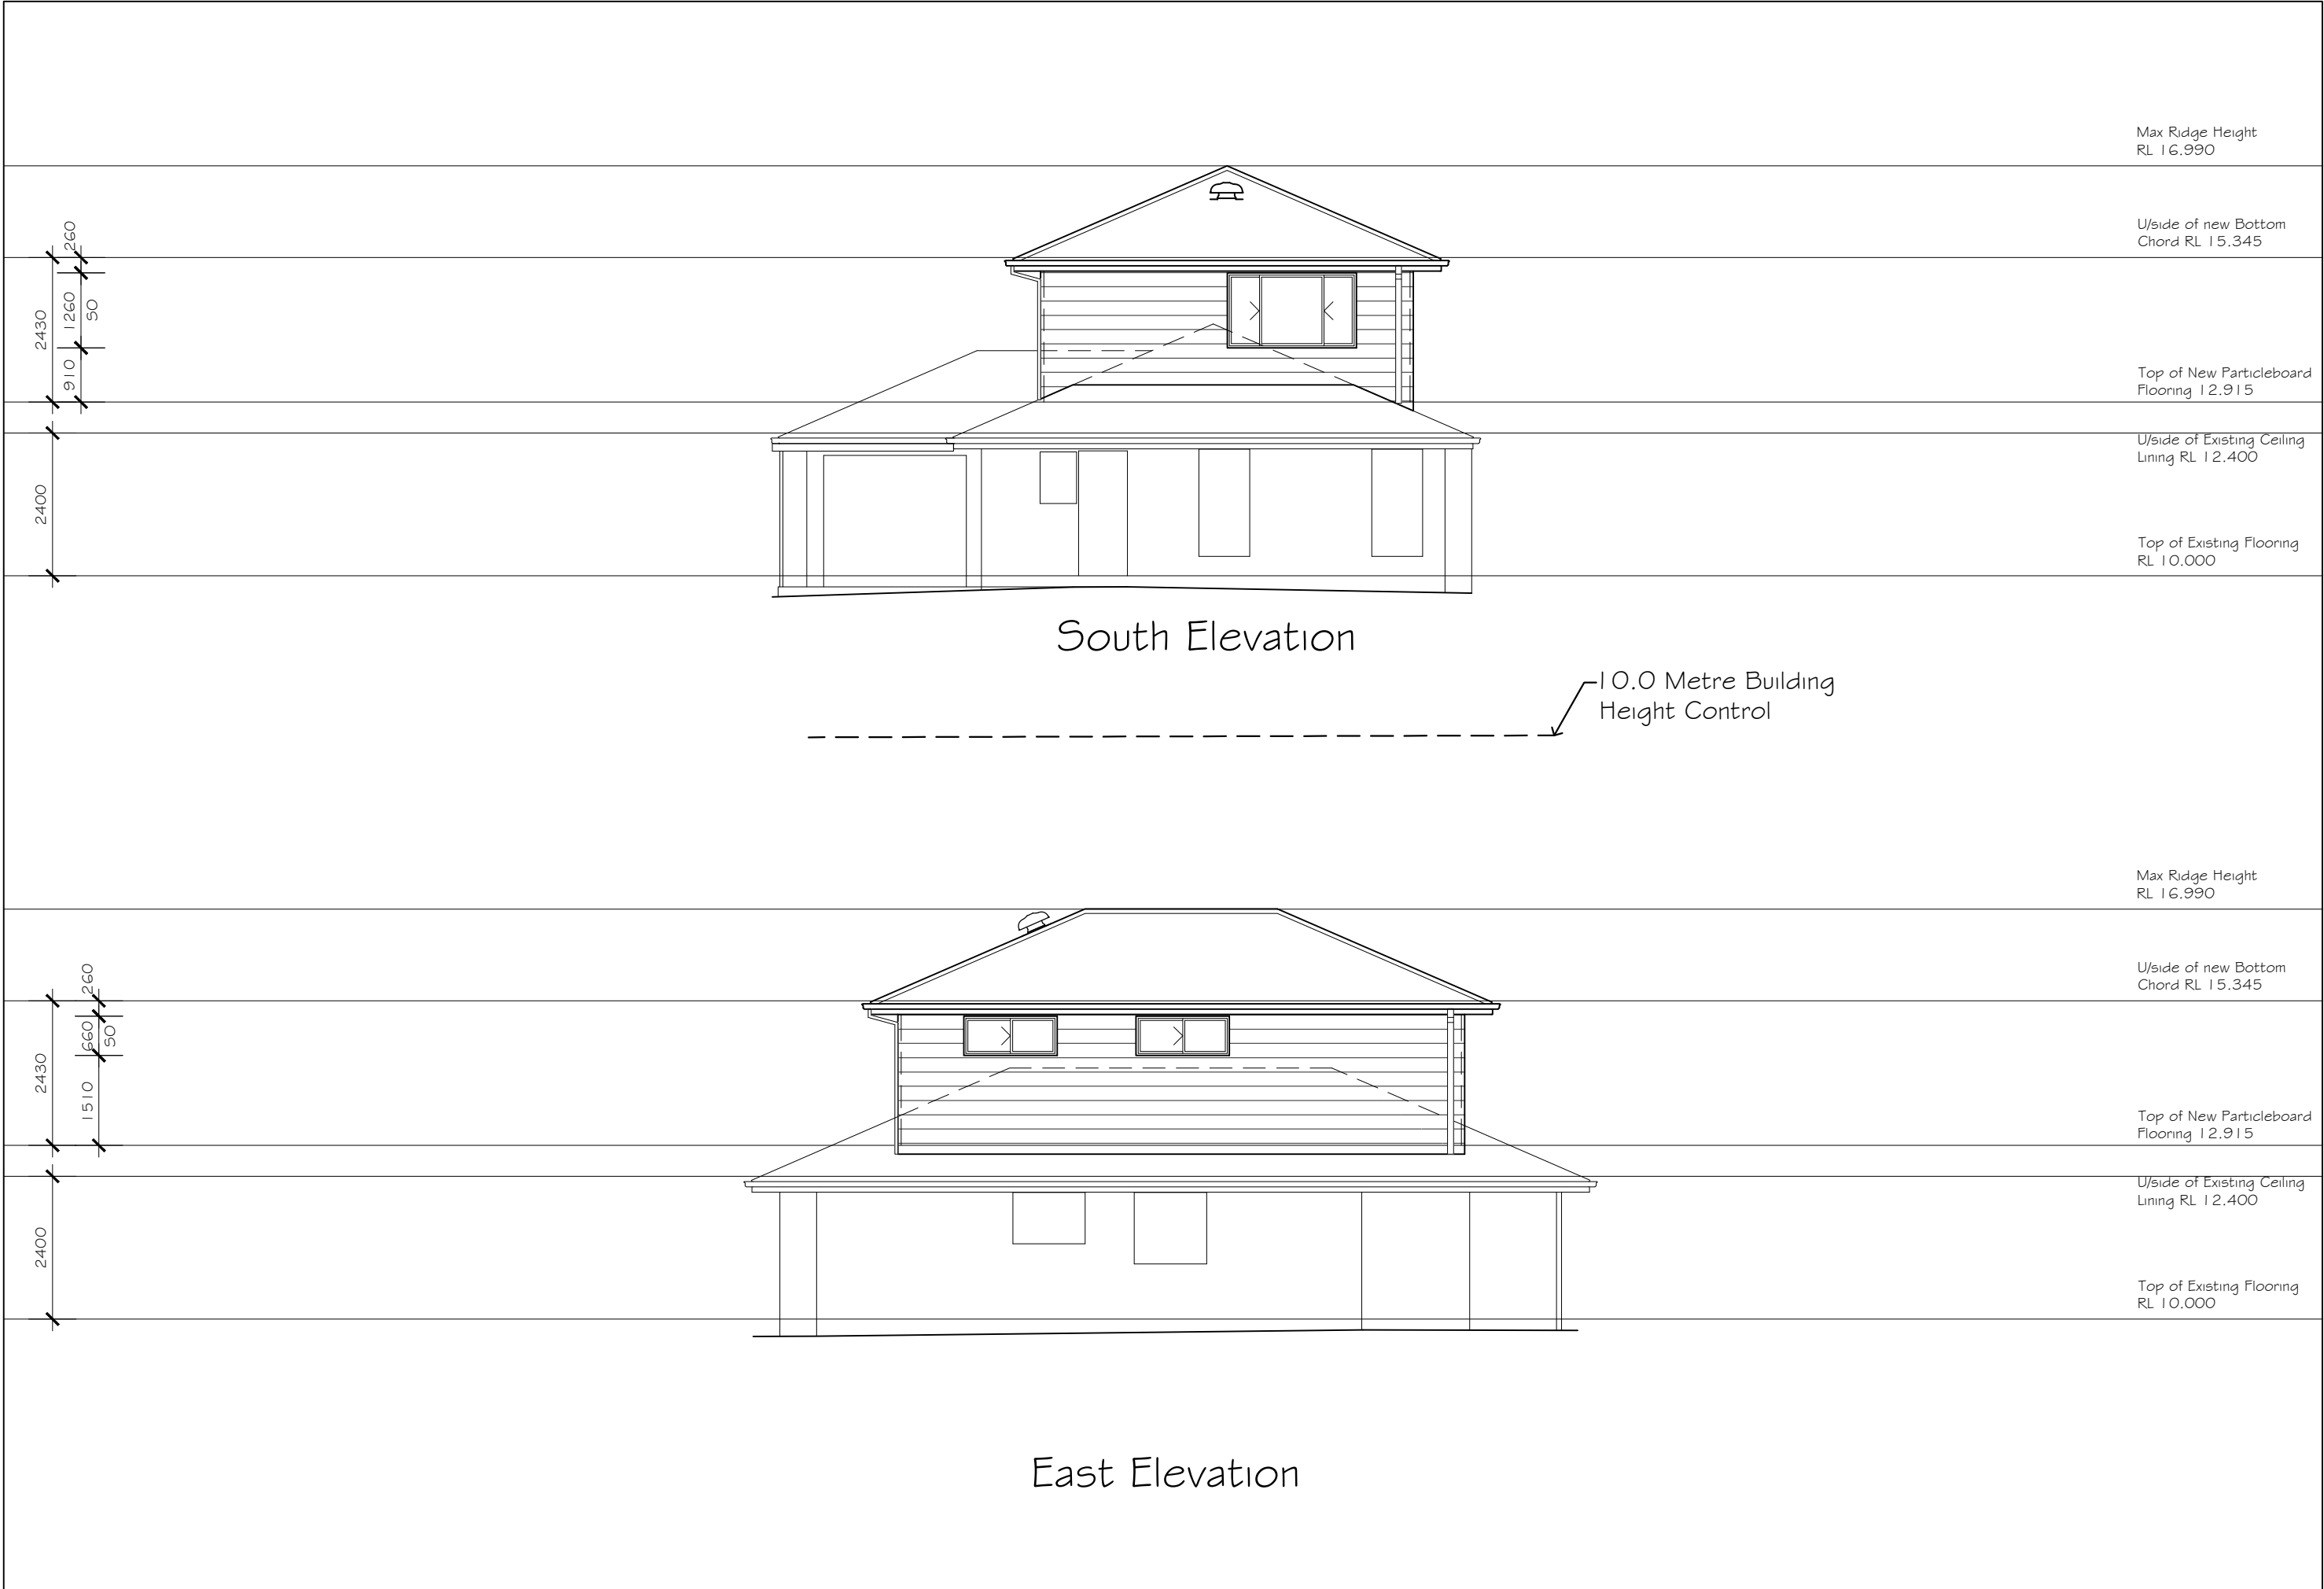 Max Ridge Height
RL 16.990
U/side of new Bottom
Chord RL 15.345
260
1260
50
2430
910
Top of New Particleboard
Flooring 12.915
U/side of Existing Ceiling
Lining RL 12.400
2400
Top of Existing Flooring
RL 10.000
South Elevation
10.0 Metre Building
Height Control
Max Ridge Height
RL 16.990
U/side of new Bottom
Chord RL 15.345
260
660
50
2430
1510
Top of New Particleboard
Flooring 12.915
U/side of Existing Ceiling
Lining RL 12.400
2400
Top of Existing Flooring
RL 10.000
East Elevation